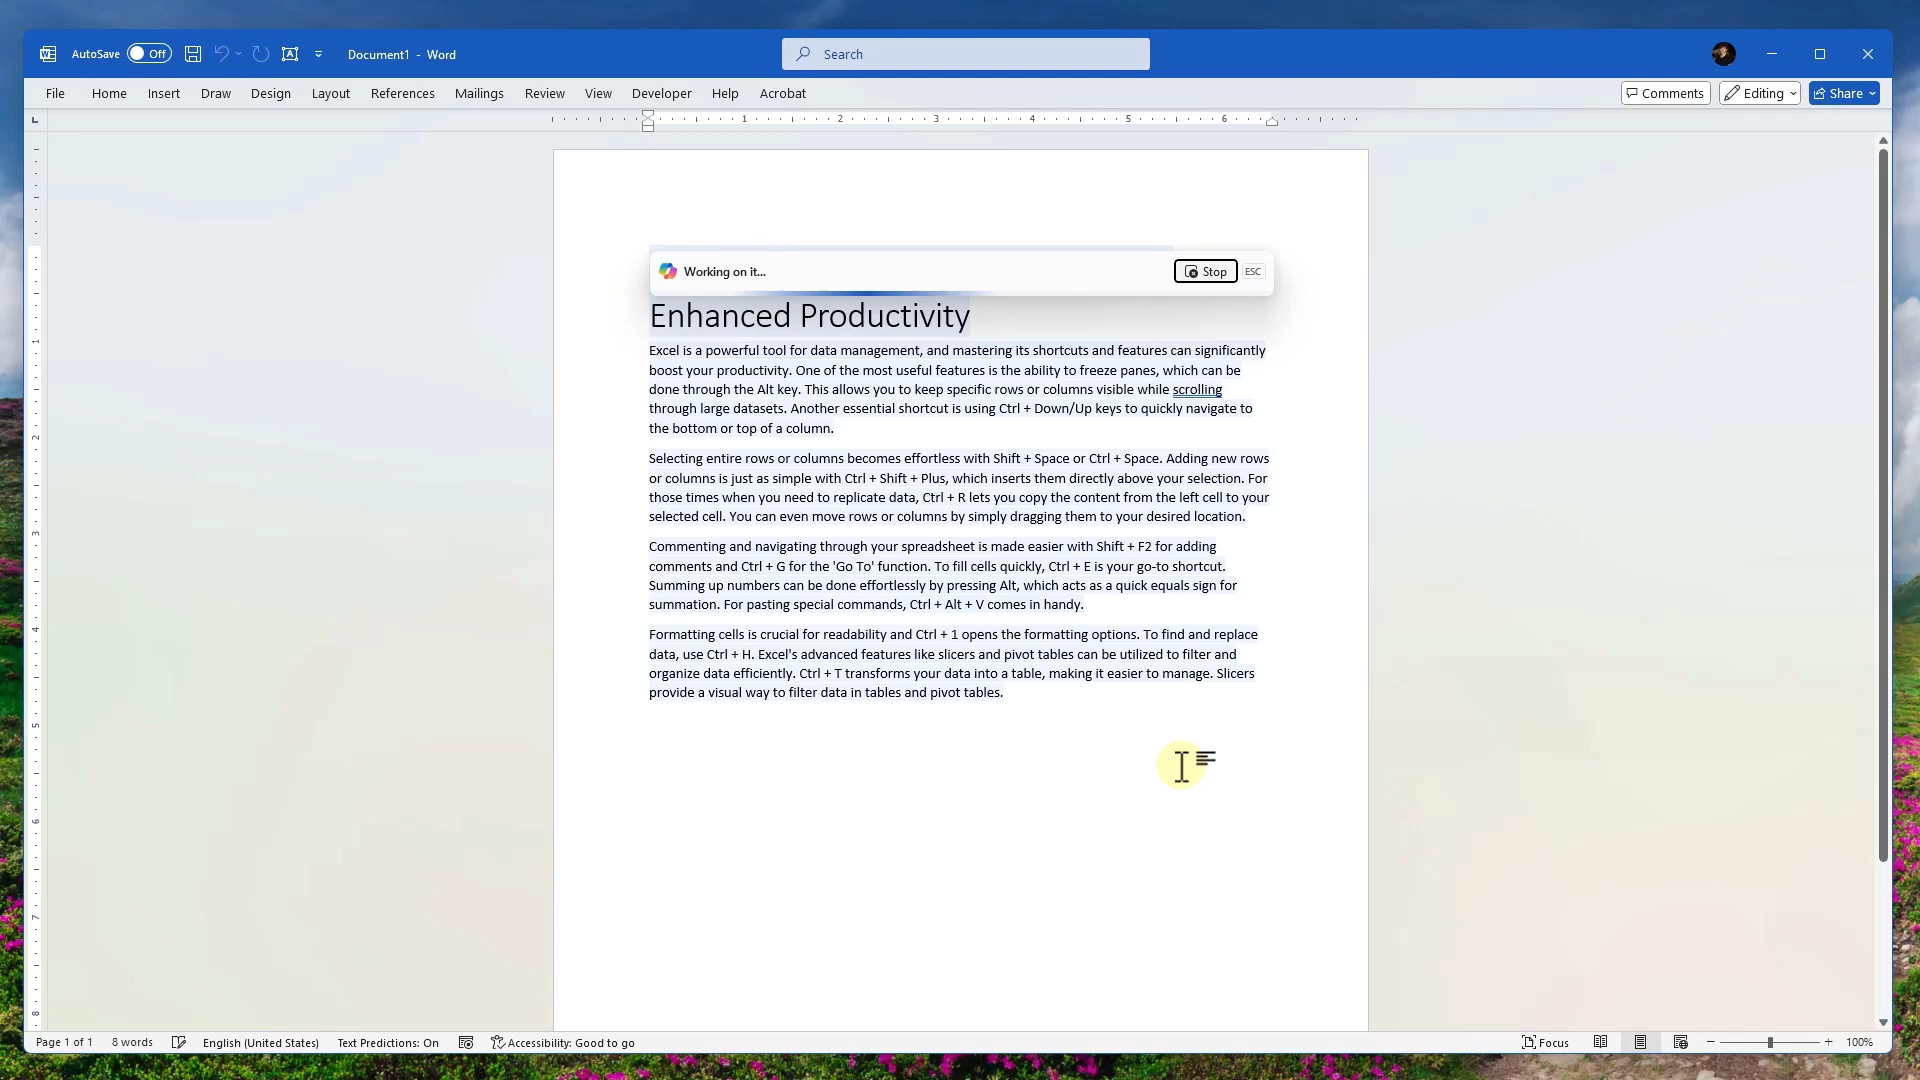 AutoSave Off Document1 - Word Search
File Home Insert Draw Design Layout References Mailings Review View Developer Help Acrobat Comments Editing Share
1 2 3 4 5 6
Working on it... Stop ESC
Enhanced Productivity
Excel is a powerful tool for data management, and mastering its shortcuts and features can significantly
boost your productivity. One of the most useful features is the ability to freeze panes, which can be
done through the Alt key. This allows you to keep specific rows or columns visible while scrolling
through large datasets. Another essential shortcut is using Ctrl + Down/Up keys to quickly navigate to
the bottom or top of a column.
Selecting entire rows or columns becomes effortless with Shift + Space or Ctrl + Space. Adding new rows
or columns is just as simple with Ctrl + Shift + Plus, which inserts them directly above your selection. For
those times when you need to replicate data, Ctrl + R lets you copy the content from the left cell to your
selected cell. You can even move rows or columns by simply dragging them to your desired location.
Commenting and navigating through your spreadsheet is made easier with Shift + F2 for adding
comments and Ctrl + G for the 'Go To' function. To fill cells quickly, Ctrl + E is your go-to shortcut.
Summing up numbers can be done effortlessly by pressing Alt, which acts as a quick equals sign for
summation. For pasting special commands, Ctrl + Alt + V comes in handy.
Formatting cells is crucial for readability and Ctrl + 1 opens the formatting options. To find and replace
data, use Ctrl + H. Excel's advanced features like slicers and pivot tables can be utilized to filter and
organize data efficiently. Ctrl + T transforms your data into a table, making it easier to manage. Slicers
provide a visual way to filter data in tables and pivot tables.
1
2
3
4
5
6
7
8
Page 1 of 1 8 words English (United States) Text Predictions: On Accessibility: Good to go Focus 100%